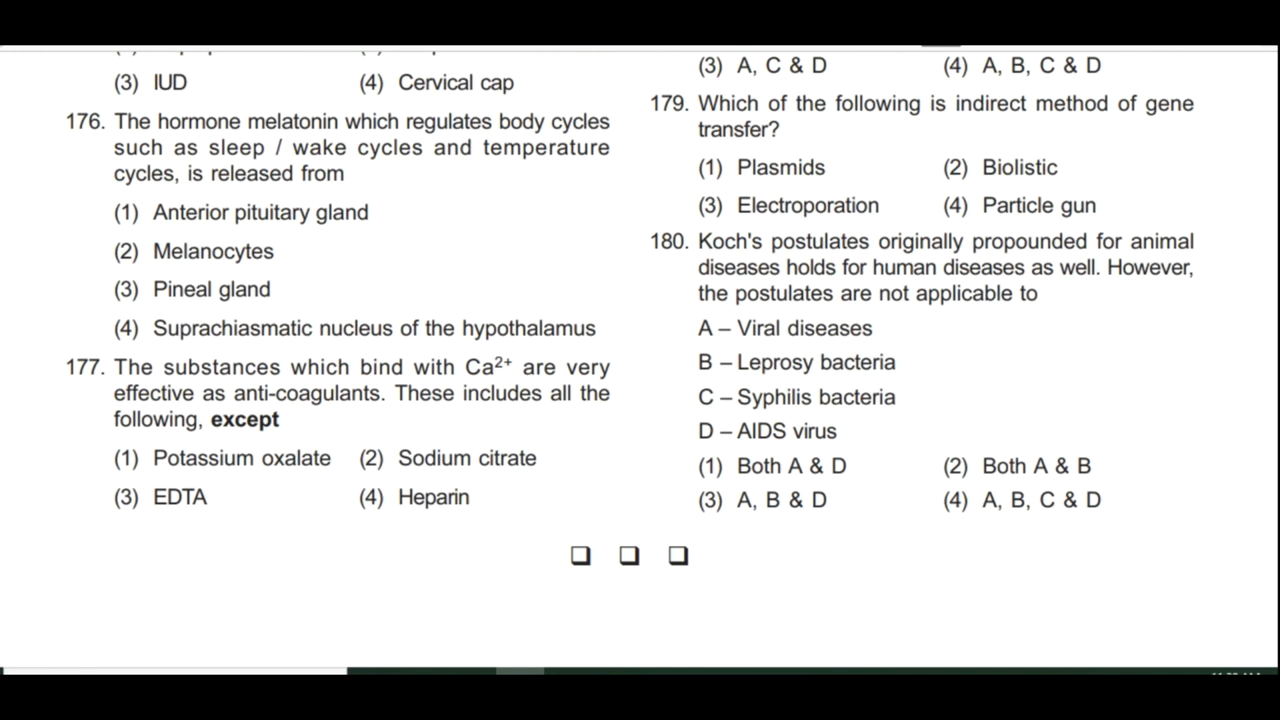 (3) IUD (4) Cervical cap
176. The hormone melatonin which regulates body cycles
such as sleep / wake cycles and temperature
cycles, is released from
(1) Anterior pituitary gland
(2) Melanocytes
(3) Pineal gland
(4) Suprachiasmatic nucleus of the hypothalamus
177. The substances which bind with Ca²⁺ are very
effective as anti-coagulants. These includes all the
following, except
(1) Potassium oxalate (2) Sodium citrate
(3) EDTA (4) Heparin
(3) A, C & D (4) A, B, C & D
179. Which of the following is indirect method of gene
transfer?
(1) Plasmids (2) Biolistic
(3) Electroporation (4) Particle gun
180. Koch's postulates originally propounded for animal
diseases holds for human diseases as well. However,
the postulates are not applicable to
A – Viral diseases
B – Leprosy bacteria
C – Syphilis bacteria
D – AIDS virus
(1) Both A & D (2) Both A & B
(3) A, B & D (4) A, B, C & D